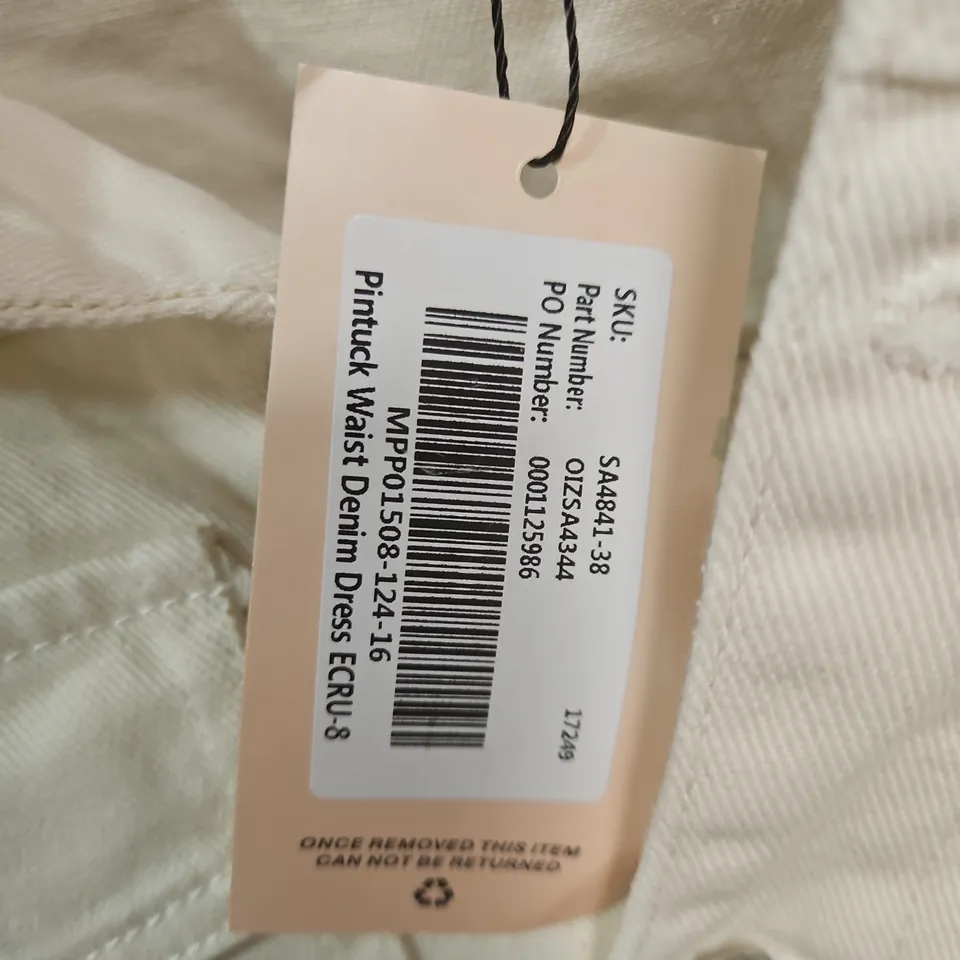 SKU: SA4841-38
Part Number: OIZSA4344 17249
PO Number: 0001125986
MPP01508-124-16
Pintuck Waist Denim Dress ECRU-8
ONCE REMOVED THIS ITEM
CAN NOT BE RETURNED